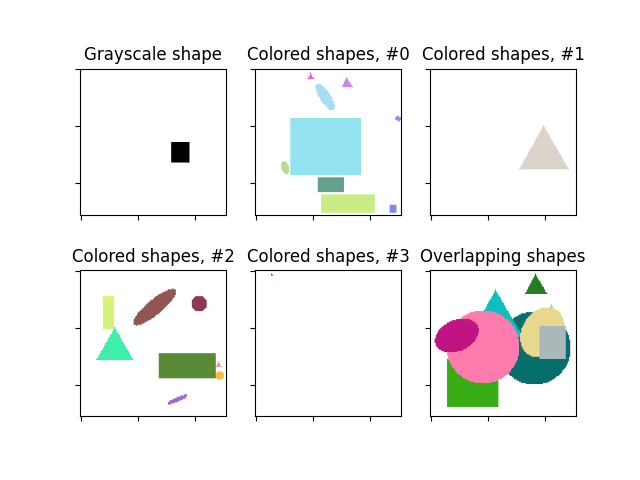 Grayscale shape
Colored shapes, #0
Colored shapes, #1
Colored shapes, #2
Colored shapes, #3
Overlapping shapes